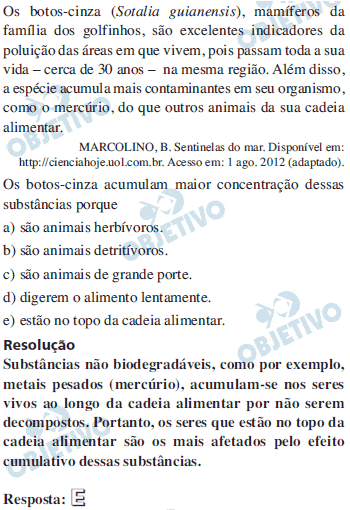 Os botos-cinza (Sotalia guianensis), mamíferos da
família dos golfinhos, são excelentes indicadores da
poluição das áreas em que vivem, pois passam toda a sua
vida – cerca de 30 anos – na mesma região. Além disso,
a espécie acumula mais contaminantes em seu organismo,
como o mercúrio, do que outros animais da sua cadeia
alimentar.
MARCOLINO, B. Sentinelas do mar. Disponível em:
http://cienciahoje.uol.com.br. Acesso em: 1 ago. 2012 (adaptado).
Os botos-cinza acumulam maior concentração dessas
substâncias porque
a) são animais herbívoros.
b) são animais detritívoros.
c) são animais de grande porte.
d) digerem o alimento lentamente.
e) estão no topo da cadeia alimentar.
Resolução
Substâncias não biodegradáveis, como por exemplo,
metais pesados (mercúrio), acumulam-se nos seres
vivos ao longo da cadeia alimentar por não serem
decompostos. Portanto, os seres que estão no topo da
cadeia alimentar são os mais afetados pelo efeito
cumulativo dessas substâncias.
Resposta: E
OBJETIVO
OBJETIVO
OBJETIVO
OBJETIVO